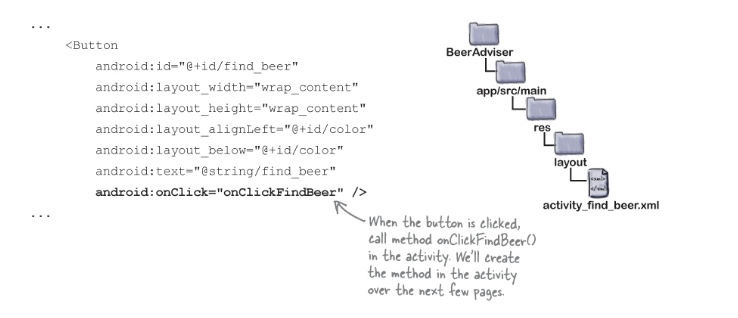 ...
<Button
android:id="@+id/find_beer"
android:layout_width="wrap_content"
android:layout_height="wrap_content"
android:layout_alignLeft="@+id/color"
android:layout_below="@+id/color"
android:text="@string/find_beer"
android:onClick="onClickFindBeer" />
...
When the button is clicked,
call method onClickFindBeer()
in the activity. We'll create
the method in the activity
over the next few pages.
BeerAdviser
app/src/main
res
layout
<xml>
</xml>
activity_find_beer.xml